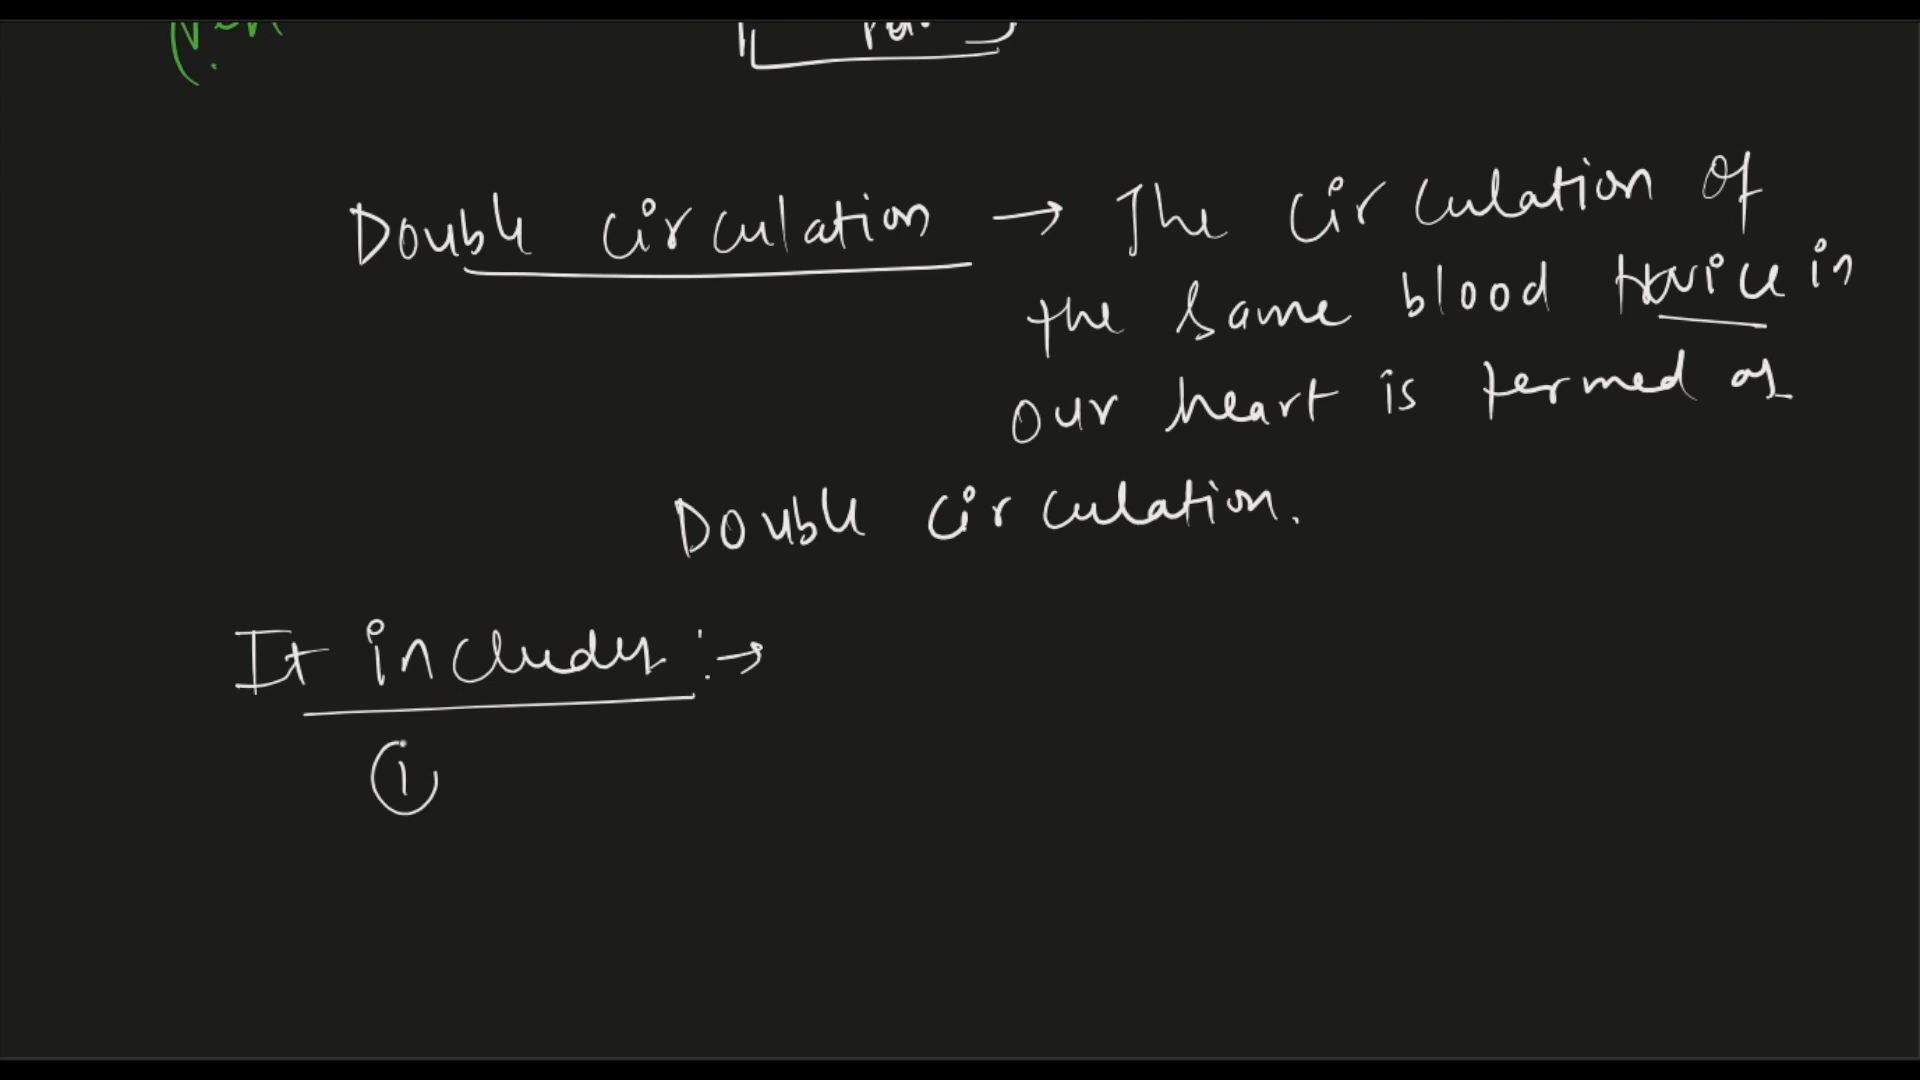 Double circulation → The circulation of
the same blood twice in
our heart is termed as
Double circulation.
It includes :→
①